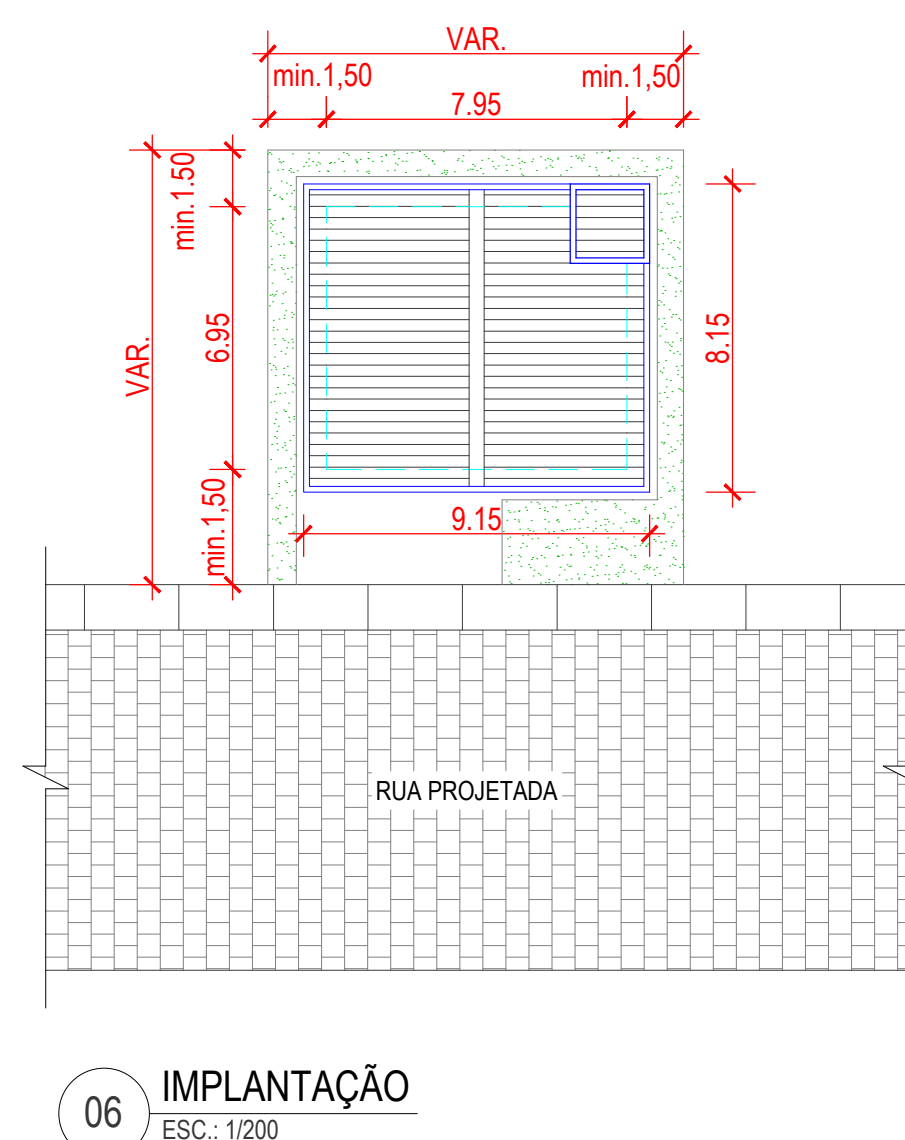 VAR.
min.1,50
min.1,50
7.95
min.1.50
6.95
VAR.
8.15
min.1,50
9.15
RUA PROJETADA
06
IMPLANTAÇÃO
ESC.: 1/200